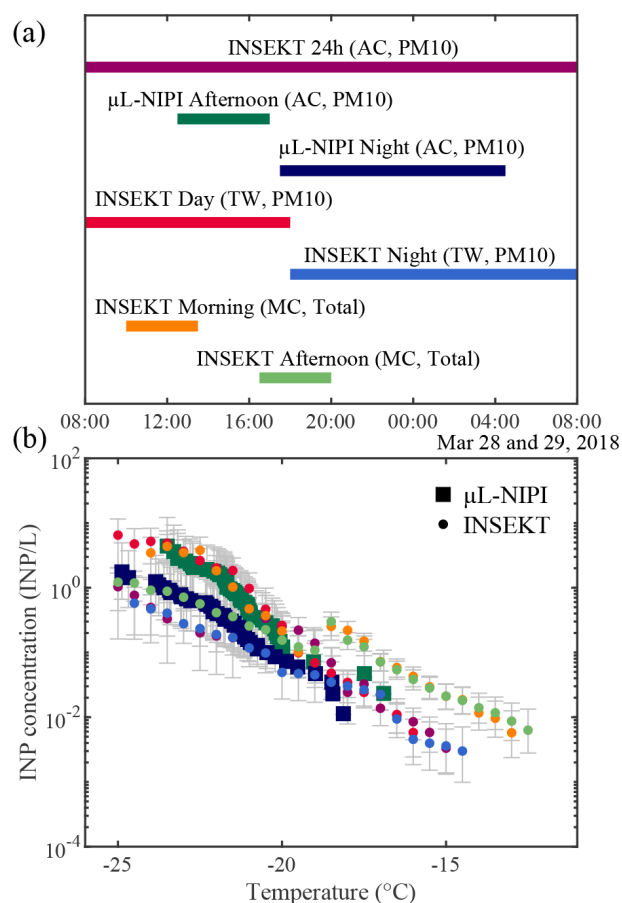 (a)
INSEKT 24h (AC, PM10)
µL-NIPI Afternoon (AC, PM10)
µL-NIPI Night (AC, PM10)
INSEKT Day (TW, PM10)
INSEKT Night (TW, PM10)
INSEKT Morning (MC, Total)
INSEKT Afternoon (MC, Total)
08:00 12:00 16:00 20:00 00:00 04:00 08:00
Mar 28 and 29, 2018
(b)
µL-NIPI
INSEKT
INP concentration (INP/L)
10^2
10^0
10^-2
10^-4
-25 -20 -15
Temperature (°C)